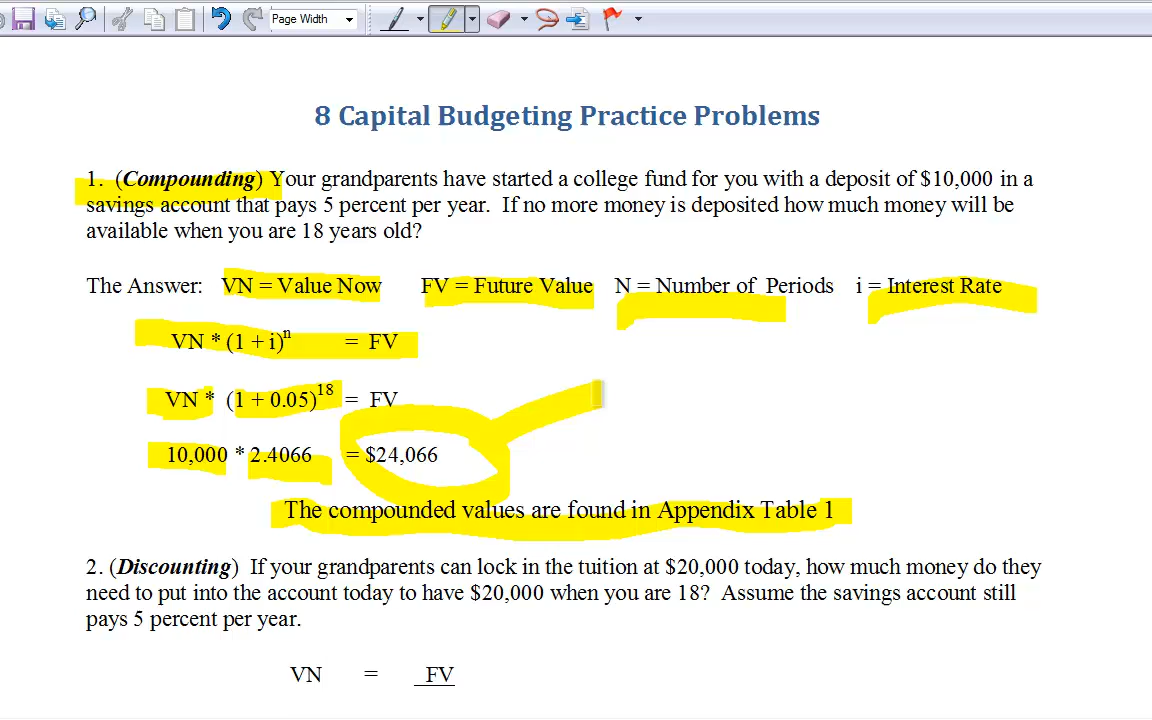 Page Width
8 Capital Budgeting Practice Problems
1. (Compounding) Your grandparents have started a college fund for you with a deposit of $10,000 in a
savings account that pays 5 percent per year. If no more money is deposited how much money will be
available when you are 18 years old?
The Answer: VN = Value Now FV = Future Value N = Number of Periods i = Interest Rate
VN * (1 + i)ⁿ = FV
VN * (1 + 0.05)¹⁸ = FV
10,000 * 2.4066 = $24,066
The compounded values are found in Appendix Table 1
2. (Discounting) If your grandparents can lock in the tuition at $20,000 today, how much money do they
need to put into the account today to have $20,000 when you are 18? Assume the savings account still
pays 5 percent per year.
VN = FV